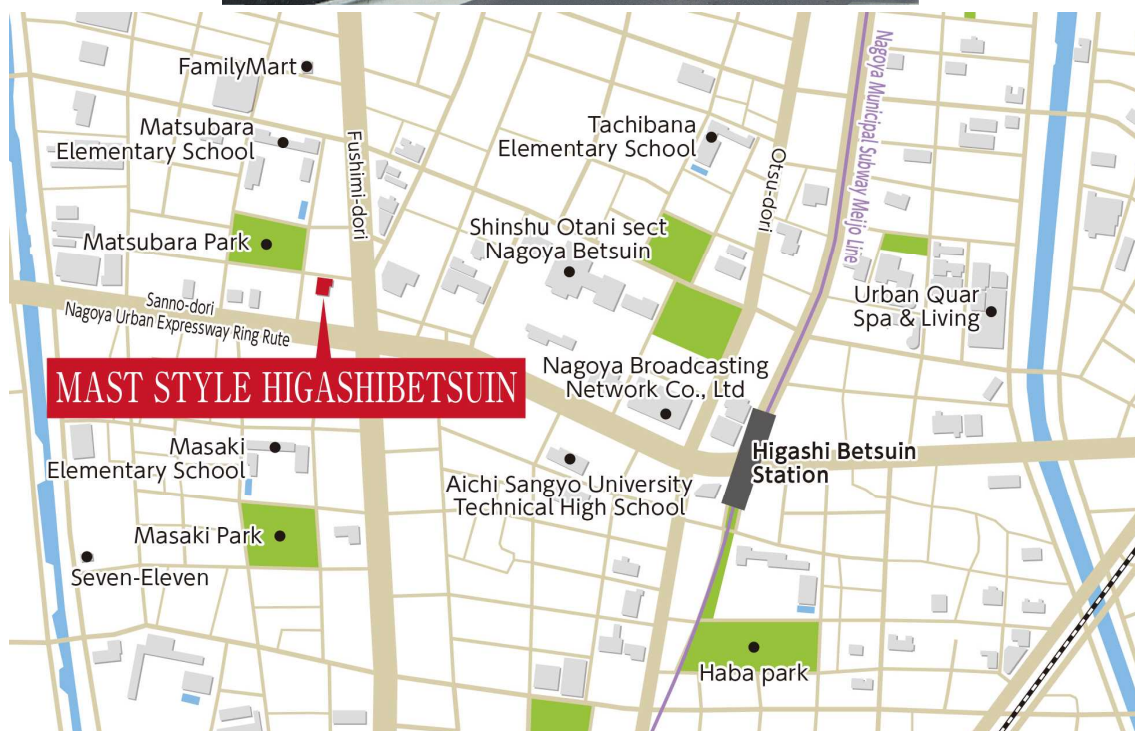 FamilyMart
Matsubara
Elementary School
Fushimi-dori
Tachibana
Elementary School
Otsu-dori
Nagoya Municipal Subway Meijo Line
Matsubara Park
Shinshu Otani sect
Nagoya Betsuin
Urban Quar
Spa & Living
Sanno-dori
Nagoya Urban Expressway Ring Rute
MAST STYLE HIGASHIBETSUIN
Nagoya Broadcasting
Network Co., Ltd
Masaki
Elementary School
Higashi Betsuin
Station
Aichi Sangyo University
Technical High School
Masaki Park
Seven-Eleven
Haba park